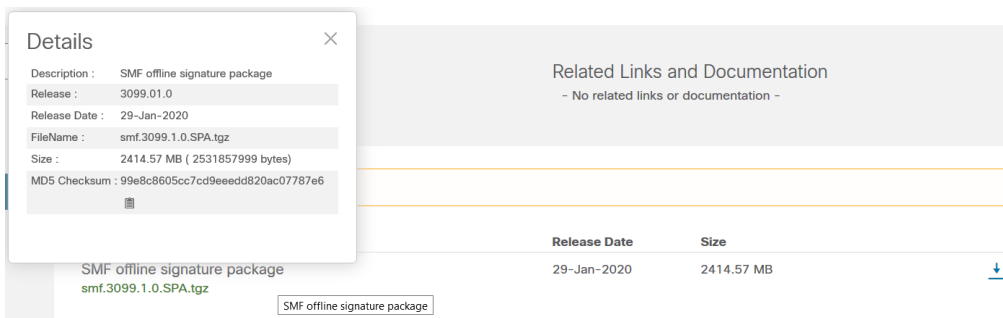 Details
Description : SMF offline signature package
Release : 3099.01.0
Release Date : 29-Jan-2020
FileName : smf.3099.1.0.SPA.tgz
Size : 2414.57 MB ( 2531857999 bytes)
MD5 Checksum : 99e8c8605cc7cd9eeedd820ac07787e6
Related Links and Documentation
- No related links or documentation -
Release Date Size
SMF offline signature package 29-Jan-2020 2414.57 MB
smf.3099.1.0.SPA.tgz
SMF offline signature package